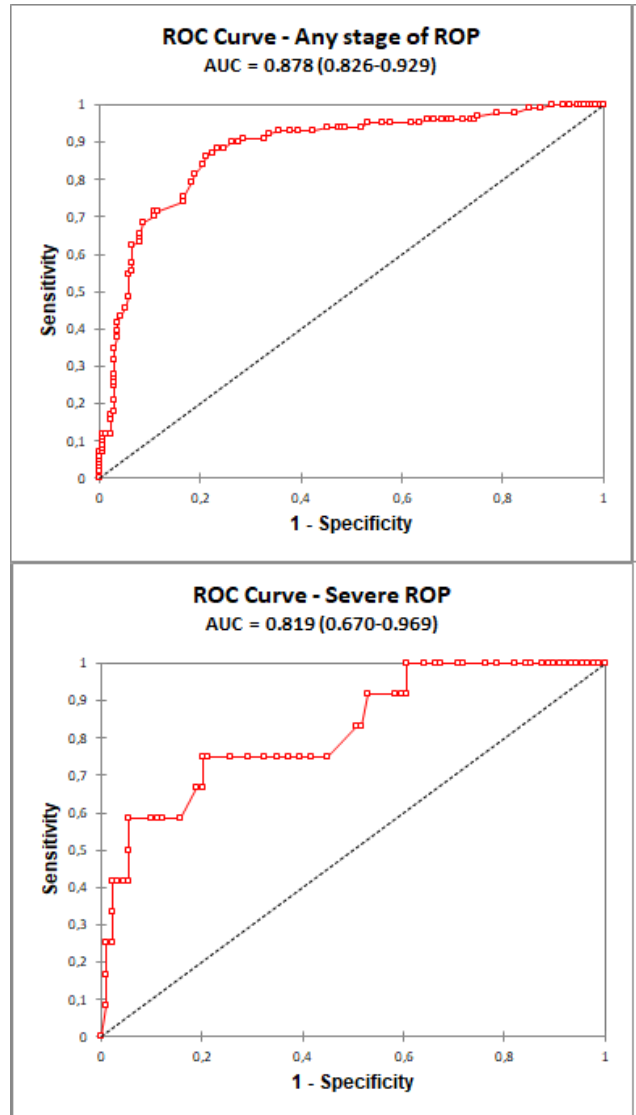 ROC Curve - Any stage of ROP
AUC = 0.878 (0.826-0.929)
1
0,9
0,8
0,7
0,6
0,5
0,4
0,3
0,2
0,1
0
Sensitivity
0 0,2 0,4 0,6 0,8 1
1 - Specificity
ROC Curve - Severe ROP
AUC = 0.819 (0.670-0.969)
1
0,9
0,8
0,7
0,6
0,5
0,4
0,3
0,2
0,1
0
Sensitivity
0 0,2 0,4 0,6 0,8 1
1 - Specificity